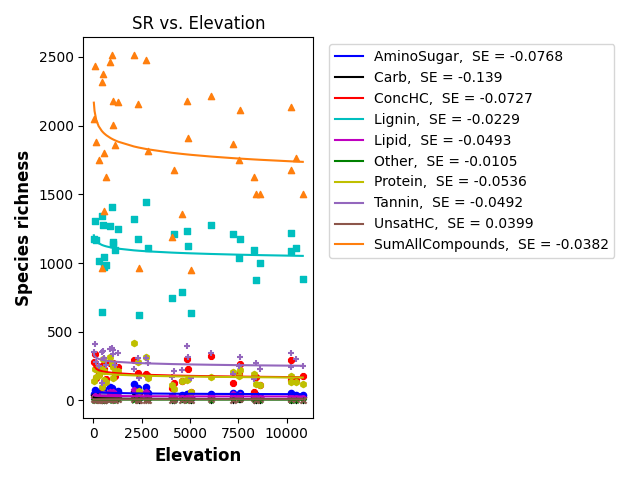 SR vs. Elevation
2500
2000
1500
1000
500
0
0 2500 5000 7500 10000
Species richness
Elevation
AminoSugar, SE = -0.0768
Carb, SE = -0.139
ConcHC, SE = -0.0727
Lignin, SE = -0.0229
Lipid, SE = -0.0493
Other, SE = -0.0105
Protein, SE = -0.0536
Tannin, SE = -0.0492
UnsatHC, SE = 0.0399
SumAllCompounds, SE = -0.0382